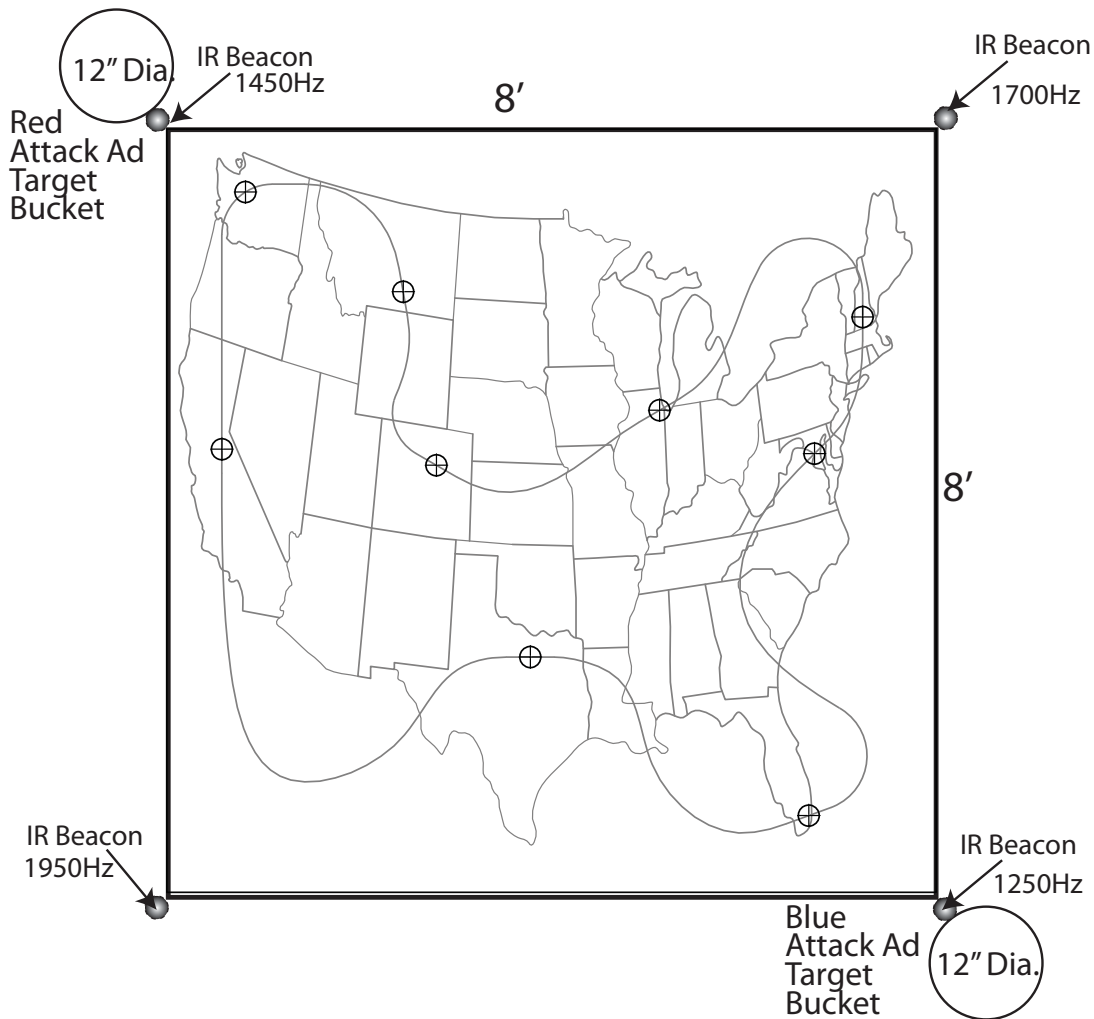 12” Dia.
IR Beacon
1450Hz
8’
IR Beacon
1700Hz
Red
Attack Ad
Target
Bucket
8’
IR Beacon
1950Hz
IR Beacon
1250Hz
Blue
Attack Ad
Target
Bucket
12” Dia.